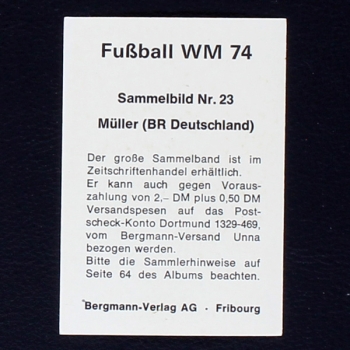 Fußball WM 74
Sammelbild Nr. 23
Müller (BR Deutschland)
Der große Sammelband ist im
Zeitschriftenhandel erhältlich.
Er kann auch gegen Voraus-
zahlung von 2,– DM plus 0,50 DM
Versandspesen auf das Post-
scheck-Konto Dortmund 1329-469,
vom Bergmann-Versand Unna
bezogen werden.
Bitte die Sammlerhinweise auf
Seite 64 des Albums beachten.
Bergmann-Verlag AG · Fribourg